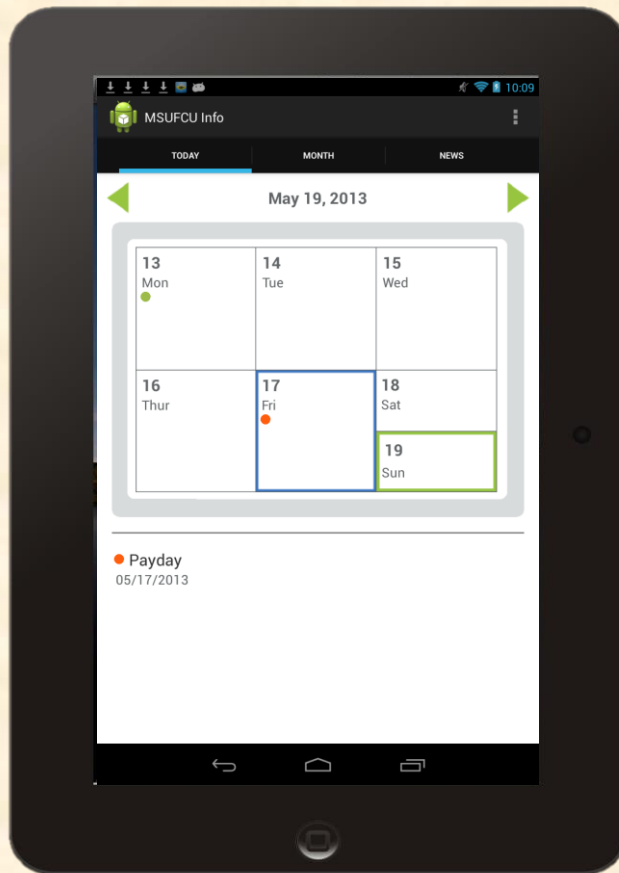 10:09
MSUFCU Info
TODAY MONTH NEWS
May 19, 2013
13 14 15
Mon Tue Wed
16 17 18
Thur Fri Sat
19
Sun
Payday
05/17/2013